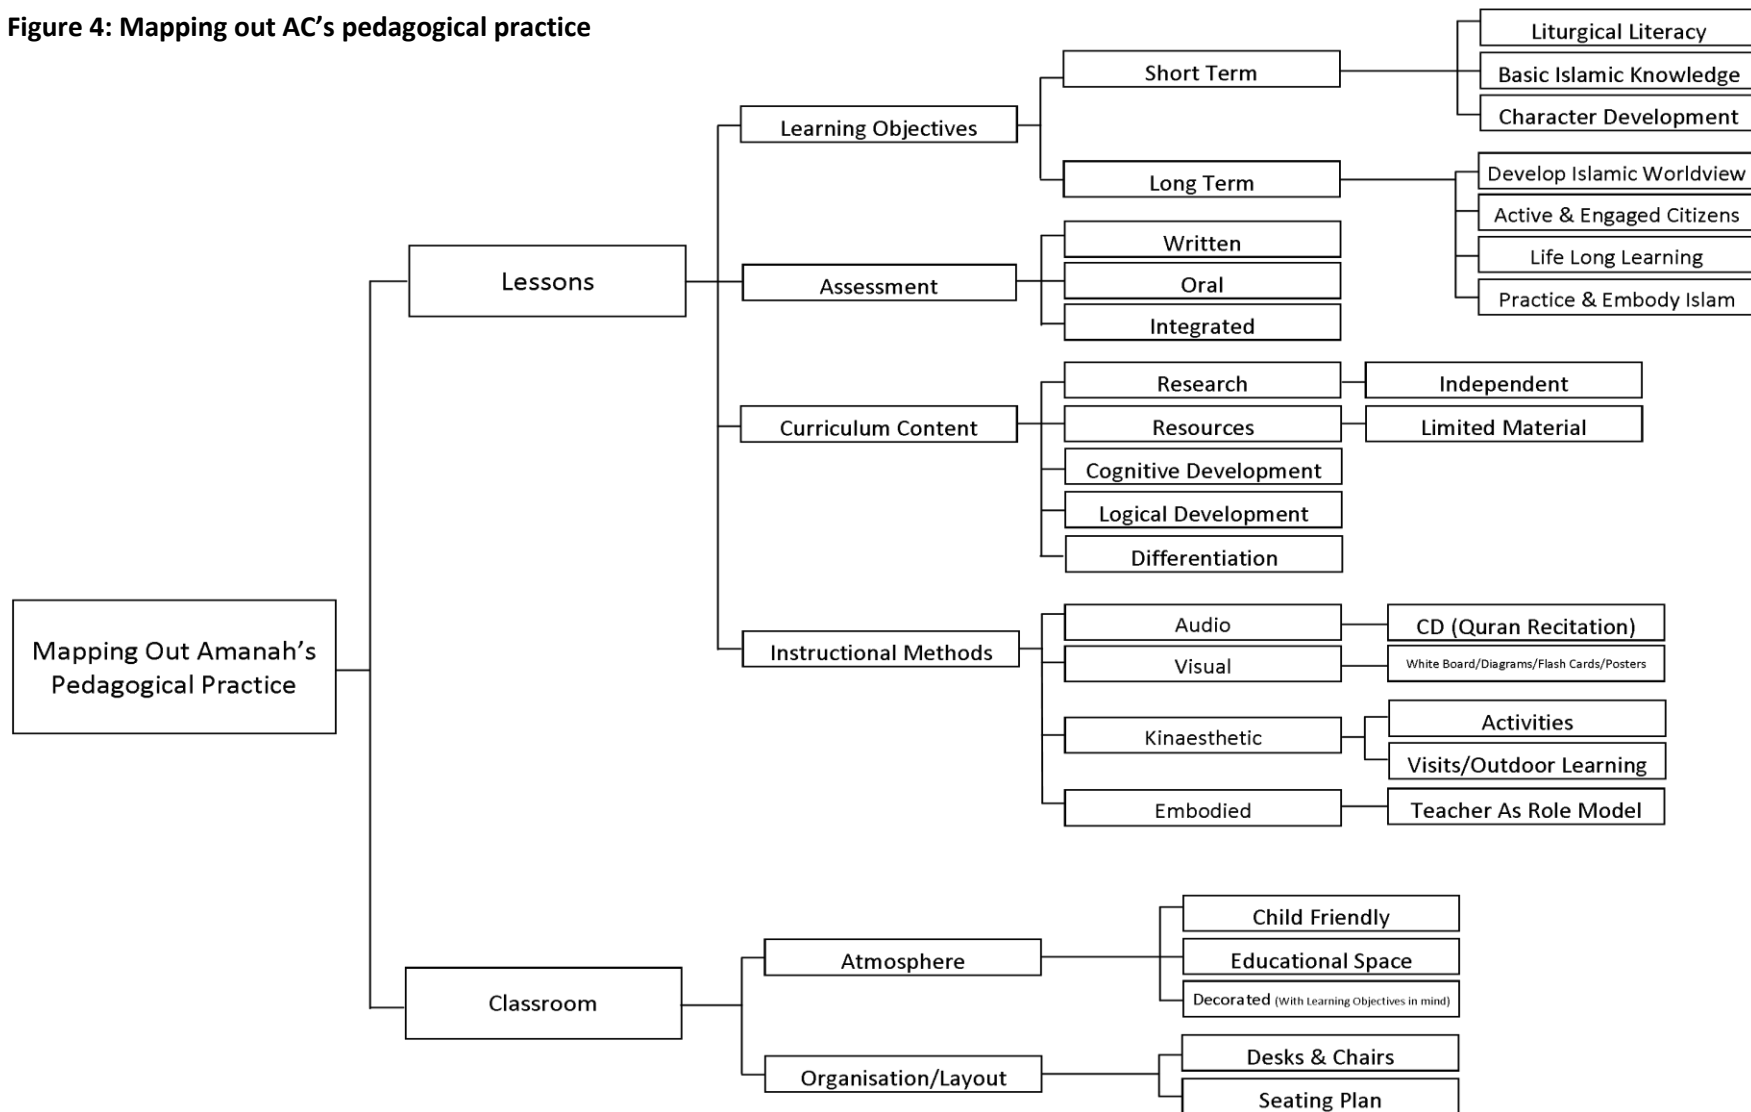 Figure 4: Mapping out AC’s pedagogical practice
Mapping Out Amanah’s
Pedagogical Practice
Lessons
Learning Objectives
Short Term
Liturgical Literacy
Basic Islamic Knowledge
Character Development
Long Term
Develop Islamic Worldview
Active & Engaged Citizens
Life Long Learning
Practice & Embody Islam
Assessment
Written
Oral
Integrated
Curriculum Content
Research
Independent
Resources
Limited Material
Cognitive Development
Logical Development
Differentiation
Instructional Methods
Audio
CD (Quran Recitation)
Visual
White Board/Diagrams/Flash Cards/Posters
Kinaesthetic
Activities
Visits/Outdoor Learning
Embodied
Teacher As Role Model
Classroom
Atmosphere
Child Friendly
Educational Space
Decorated (With Learning Objectives in mind)
Organisation/Layout
Desks & Chairs
Seating Plan